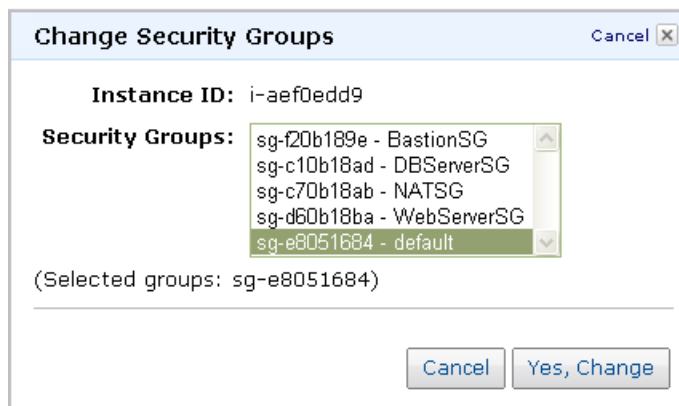 Change Security Groups Cancel
Instance ID: i-aef0edd9
Security Groups:
sg-f20b189e - BastionSG
sg-c10b18ad - DBServerSG
sg-c70b18ab - NATSG
sg-d60b18ba - WebServerSG
sg-e8051684 - default
(Selected groups: sg-e8051684)
Cancel Yes, Change